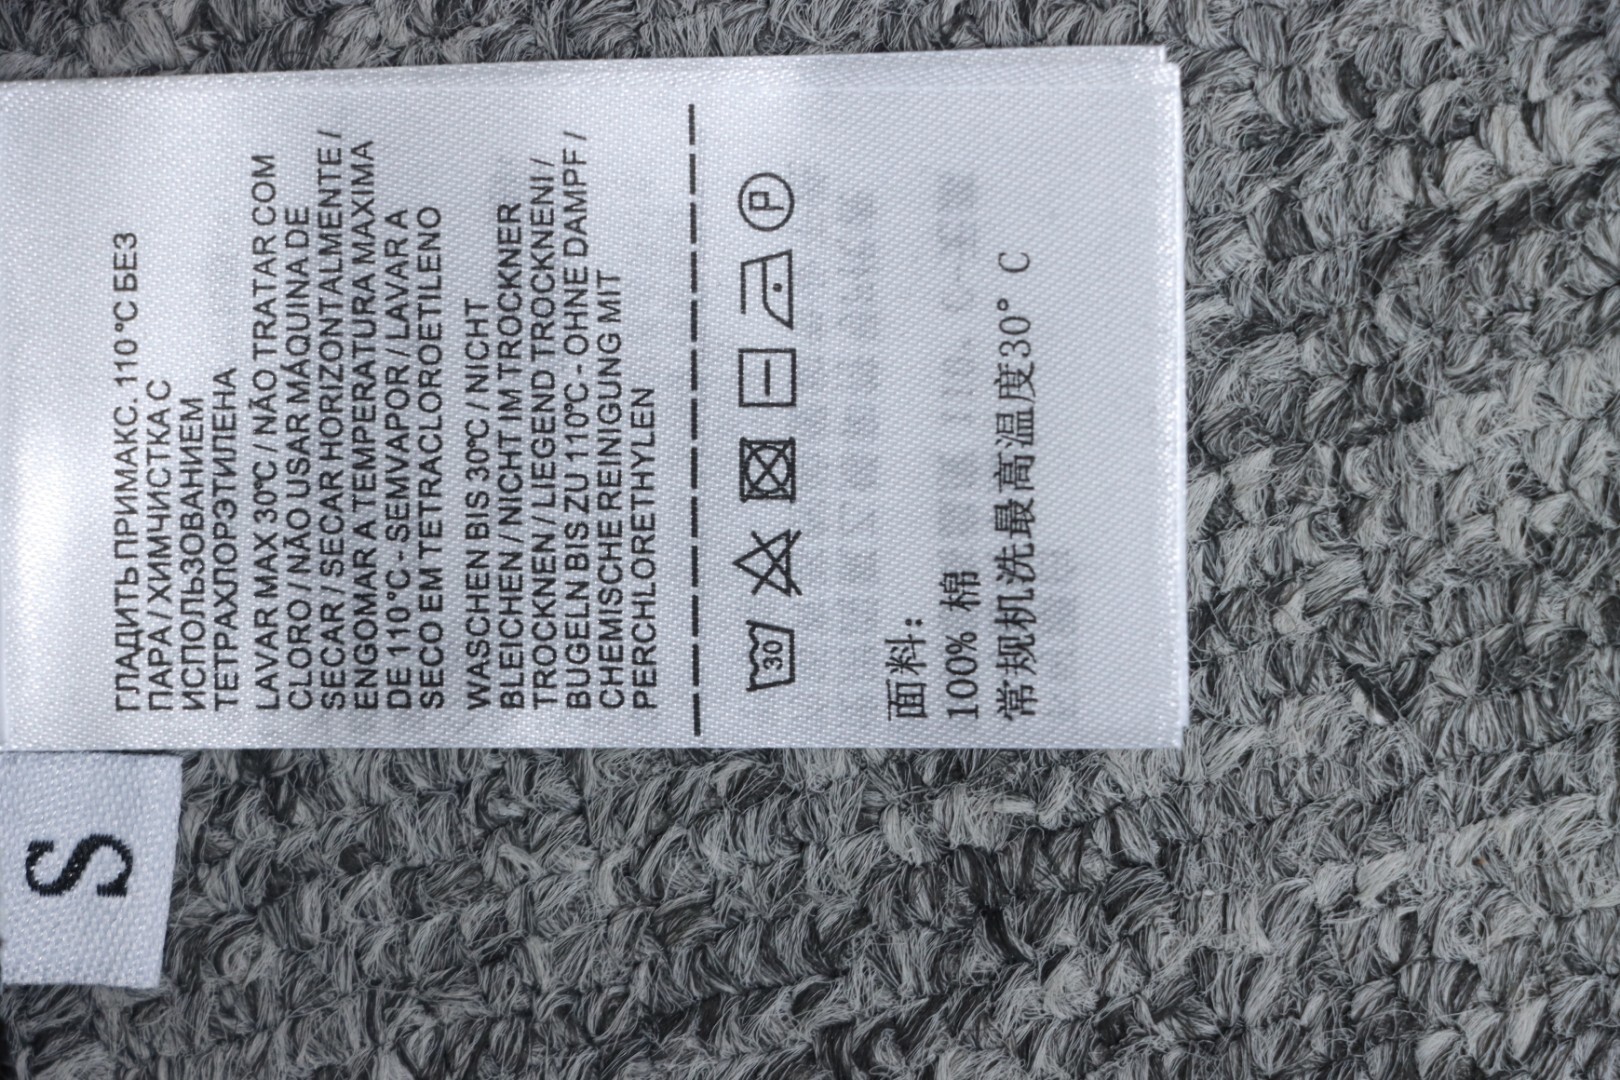 ГЛАДИТЬ ПРИМАКС. 110 °C БЕЗ
ПАРА / ХИМЧИСТКА С
ИСПОЛЬЗОВАНИЕМ
ТЕТРАХЛОРЭТИЛЕНА
LAVAR MAX 30°C / NÃO TRATAR COM
CLORO / NÃO USAR MÁQUINA DE
SECAR / SECAR HORIZONTALMENTE /
ENGOMAR A TEMPERATURA MAXIMA
DE 110 °C - SEMVAPOR / LAVAR A
SECO EM TETRACLOROETILENO
WASCHEN BIS 30°C / NICHT
BLEICHEN / NICHT IM TROCKNER
TROCKNEN / LIEGEND TROCKNENI /
BUGELN BIS ZU 110°C - OHNE DAMPF /
CHEMISCHE REINIGUNG MIT
PERCHLORETHYLEN
30 P
面料：
100% 棉
常规机洗最高温度30° C
S